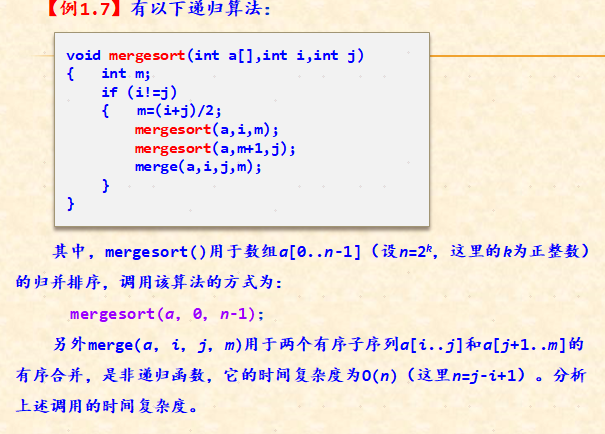 【例1.7】有以下递归算法：
void mergesort(int a[],int i,int j)
{ int m;
if (i!=j)
{ m=(i+j)/2;
mergesort(a,i,m);
mergesort(a,m+1,j);
merge(a,i,j,m);
}
}
其中，mergesort()用于数组a[0..n-1]（设n=2ᵏ，这里的k为正整数）
的归并排序，调用该算法的方式为：
mergesort(a, 0, n-1);
另外merge(a, i, j, m)用于两个有序子序列a[i..j]和a[j+1..m]的
有序合并，是非递归函数，它的时间复杂度为O(n)（这里n=j-i+1）。分析
上述调用的时间复杂度。